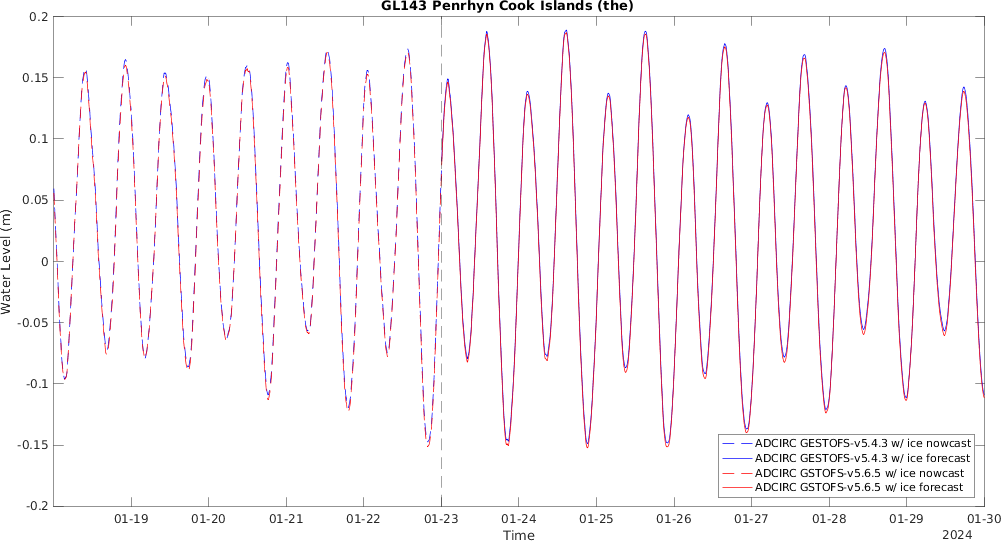 GL143 Penrhyn Cook Islands (the)
0.2
0.15
0.1
0.05
0
-0.05
-0.1
-0.15
-0.2
Water Level (m)
ADCIRC GESTOFS-v5.4.3 w/ ice nowcast
ADCIRC GESTOFS-v5.4.3 w/ ice forecast
ADCIRC GSTOFS-v5.6.5 w/ ice nowcast
ADCIRC GSTOFS-v5.6.5 w/ ice forecast
01-19 01-20 01-21 01-22 01-23 01-24 01-25 01-26 01-27 01-28 01-29 01-30
Time
2024